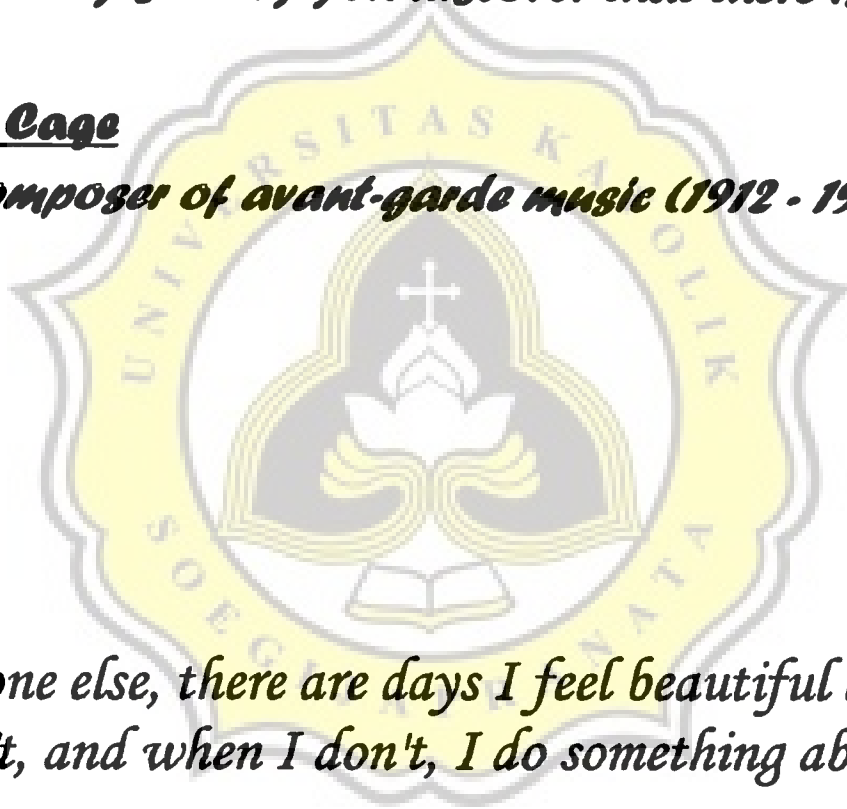 Cage
omposer of avant-garde music (1912 - 19
UNIVERSITAS KATOLIK
one else, there are days I feel beautiful
't, and when I don't, I do something ab
SOEGIJAPRANATA